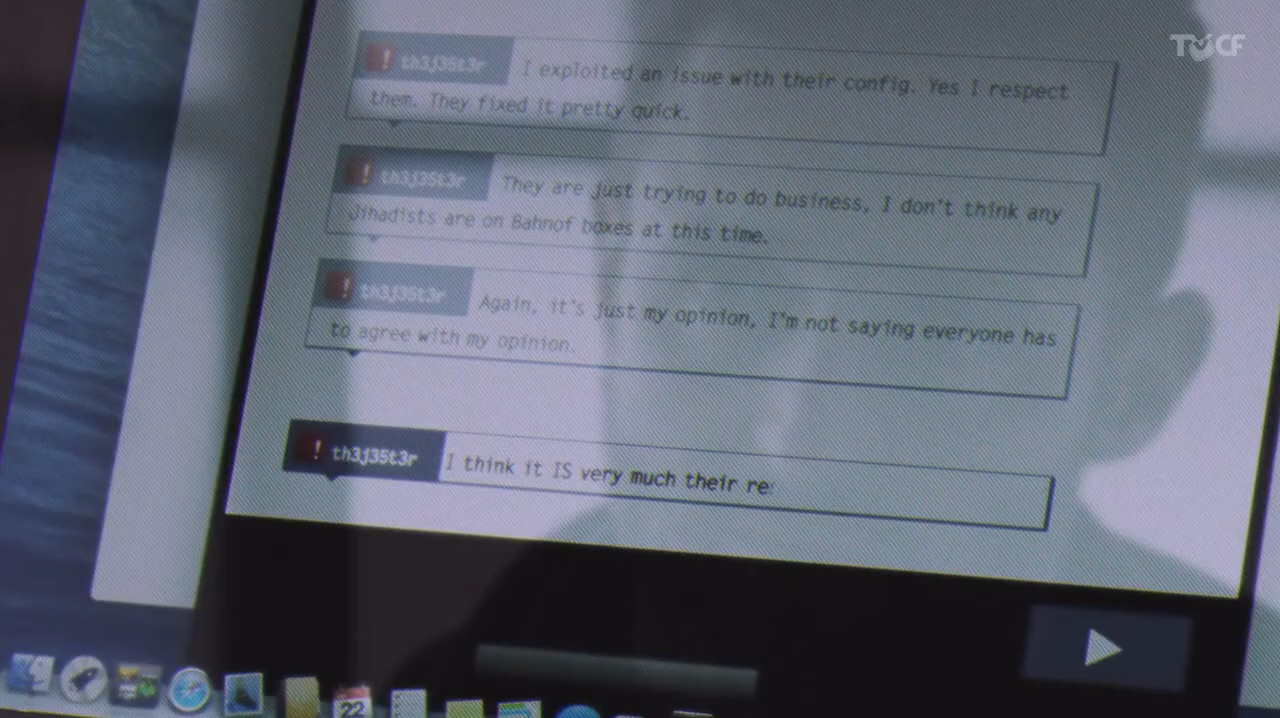 TOCF
th3j35t3r I exploited an issue with their config. Yes I respect
them. They fixed it pretty quick.
th3j35t3r They are just trying to do business, I don't think any
Jihadists are on Bahnof boxes at this time.
th3j35t3r Again, it's just my opinion, I'm not saying everyone has
to agree with my opinion.
th3j35t3r I think it IS very much their re
22